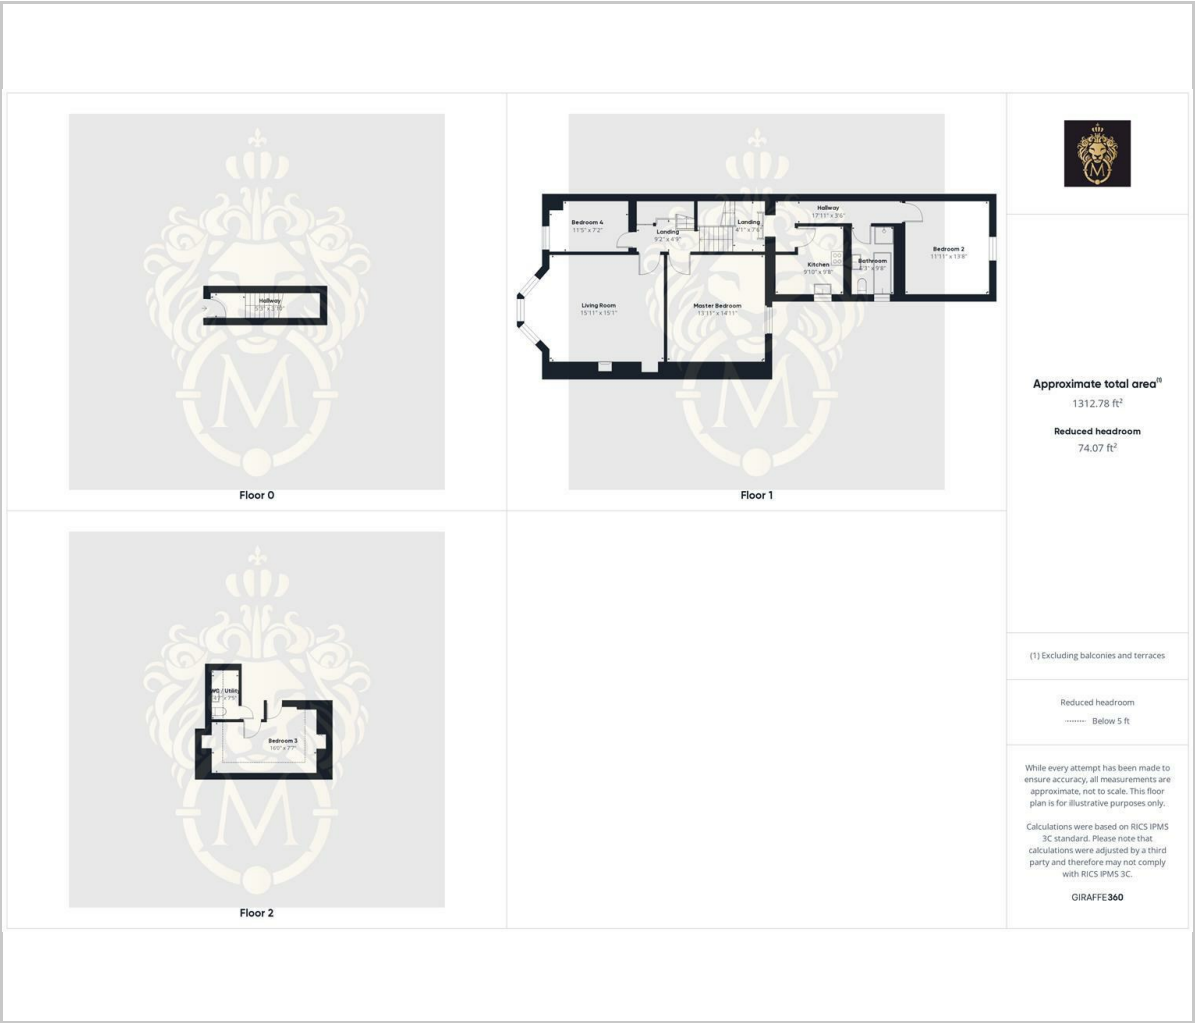 Hallway
Floor 0
Bedroom 4
11'5" x 7'2"
Landing
9'2" x 4'9"
Landing
4'1" x 7'6"
Hallway
17'11" x 3'6"
Bedroom 2
11'11" x 13'8"
Kitchen
9'10" x 9'8"
Bathroom
Living Room
15'11" x 15'1"
Master Bedroom
13'11" x 14'11"
M
Floor 1
WC / Utility
Bedroom 3
M
Floor 2
M
Approximate total area(1)
1312.78 ft²
Reduced headroom
74.07 ft²
(1) Excluding balconies and terraces
Reduced headroom
Below 5 ft
While every attempt has been made to
ensure accuracy, all measurements are
approximate, not to scale. This floor
plan is for illustrative purposes only.
Calculations were based on RICS IPMS
3C standard. Please note that
calculations were adjusted by a third
party and therefore may not comply
with RICS IPMS 3C.
GIRAFFE360